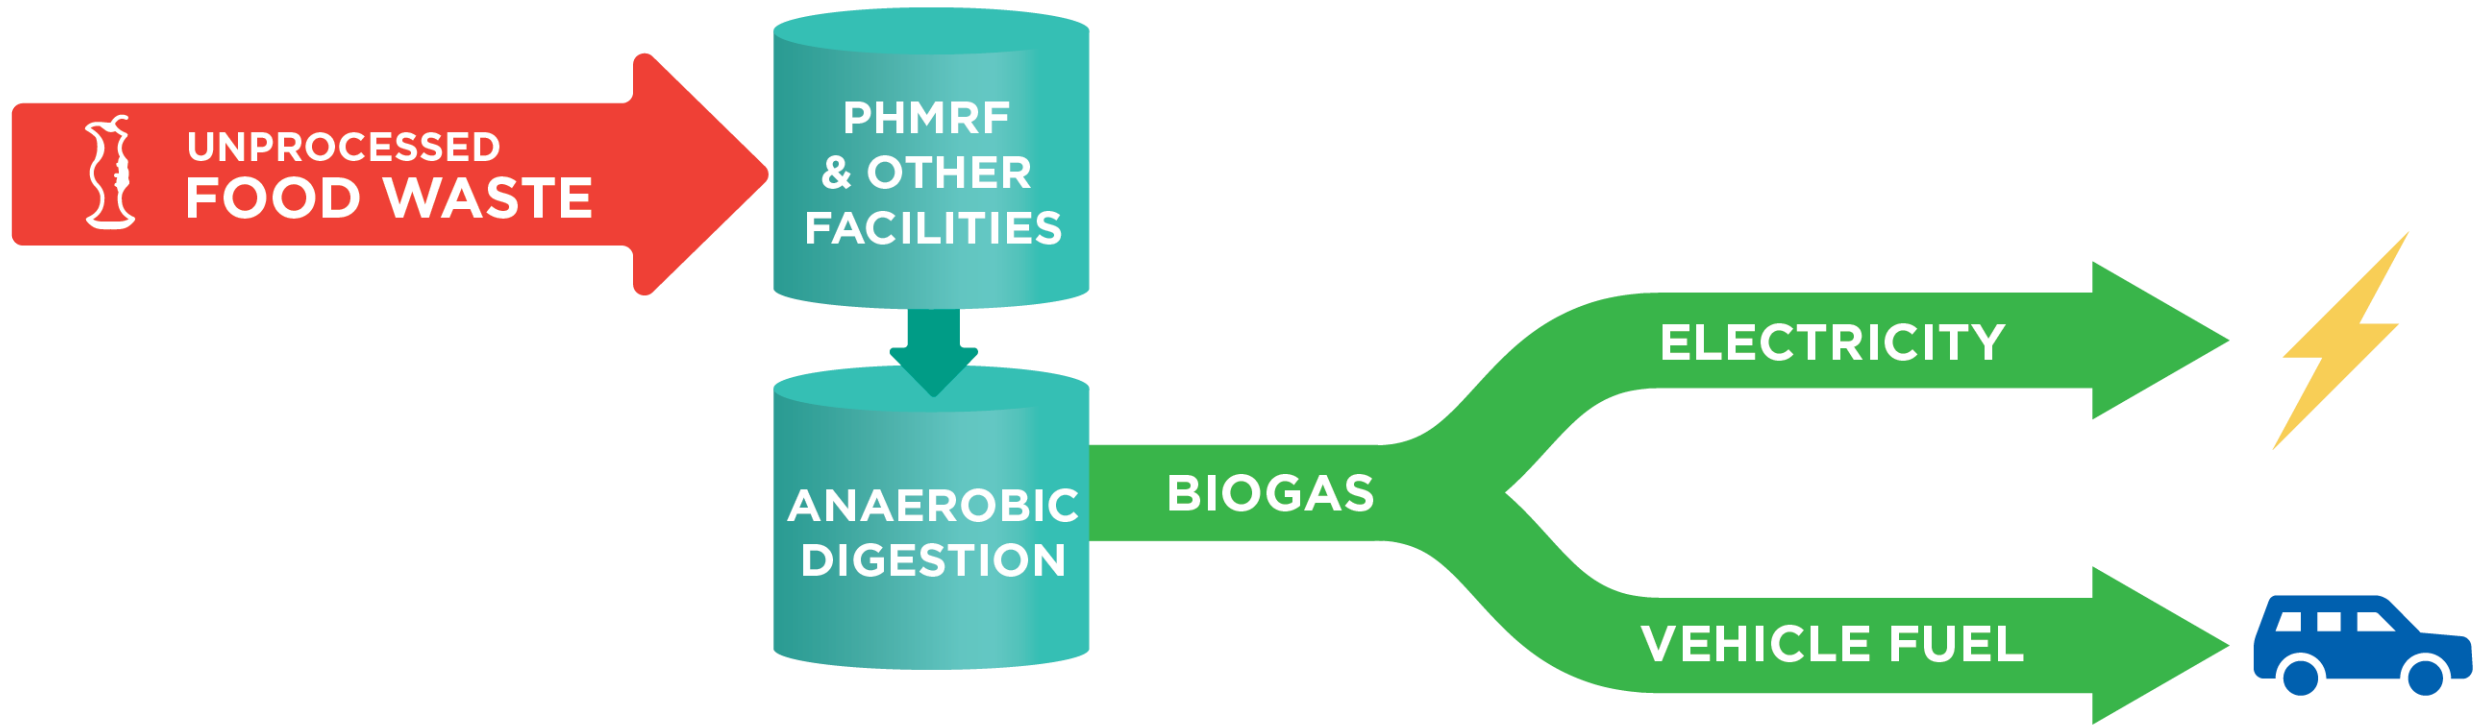 UNPROCESSED
FOOD WASTE
PHMRF
& OTHER
FACILITIES
ANAEROBIC
DIGESTION
BIOGAS
ELECTRICITY
VEHICLE FUEL